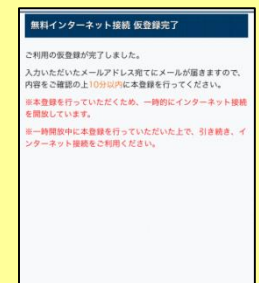 無料インターネット接続 仮登録完了
ご利用の仮登録が完了しました。
入力いただいたメールアドレス宛てにメールが届きますので、
内容をご確認の上10分以内に本登録を行ってください。
※本登録を行っていただくため、一時的にインターネット接続
を開放しています。
※一時開放中に本登録を行っていただいた上で、引き続き、イ
ンターネット接続をご利用ください。